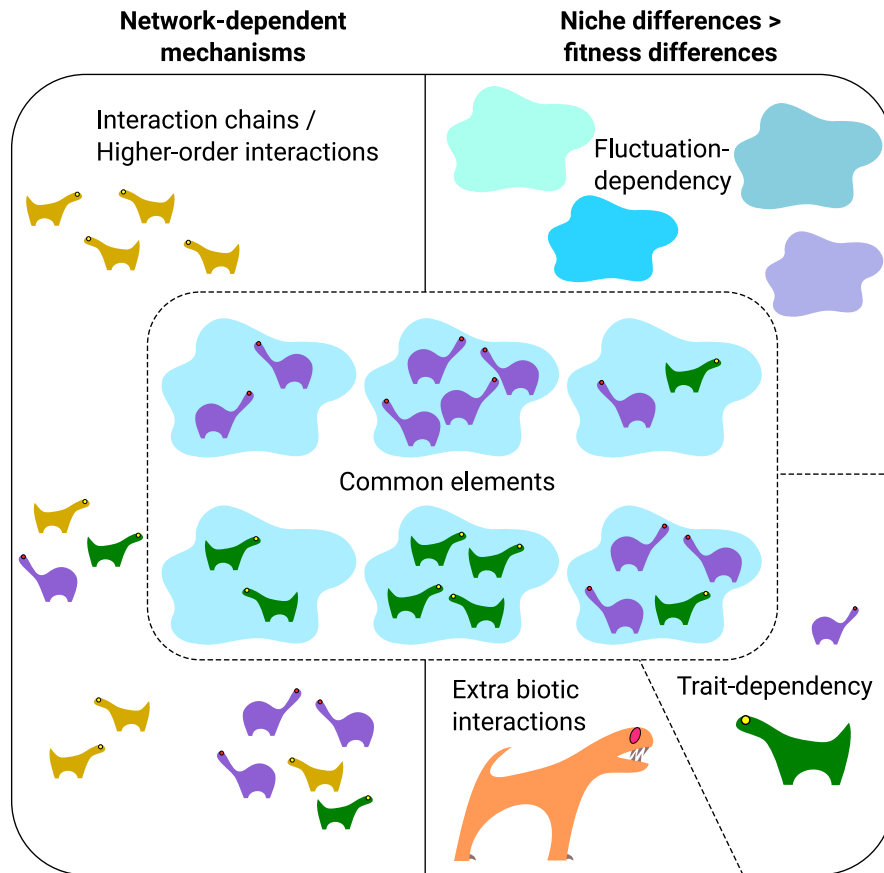 Network-dependent
mechanisms
Niche differences >
fitness differences
Interaction chains /
Higher-order interactions
Fluctuation-
dependency
Common elements
Extra biotic
interactions
Trait-dependency